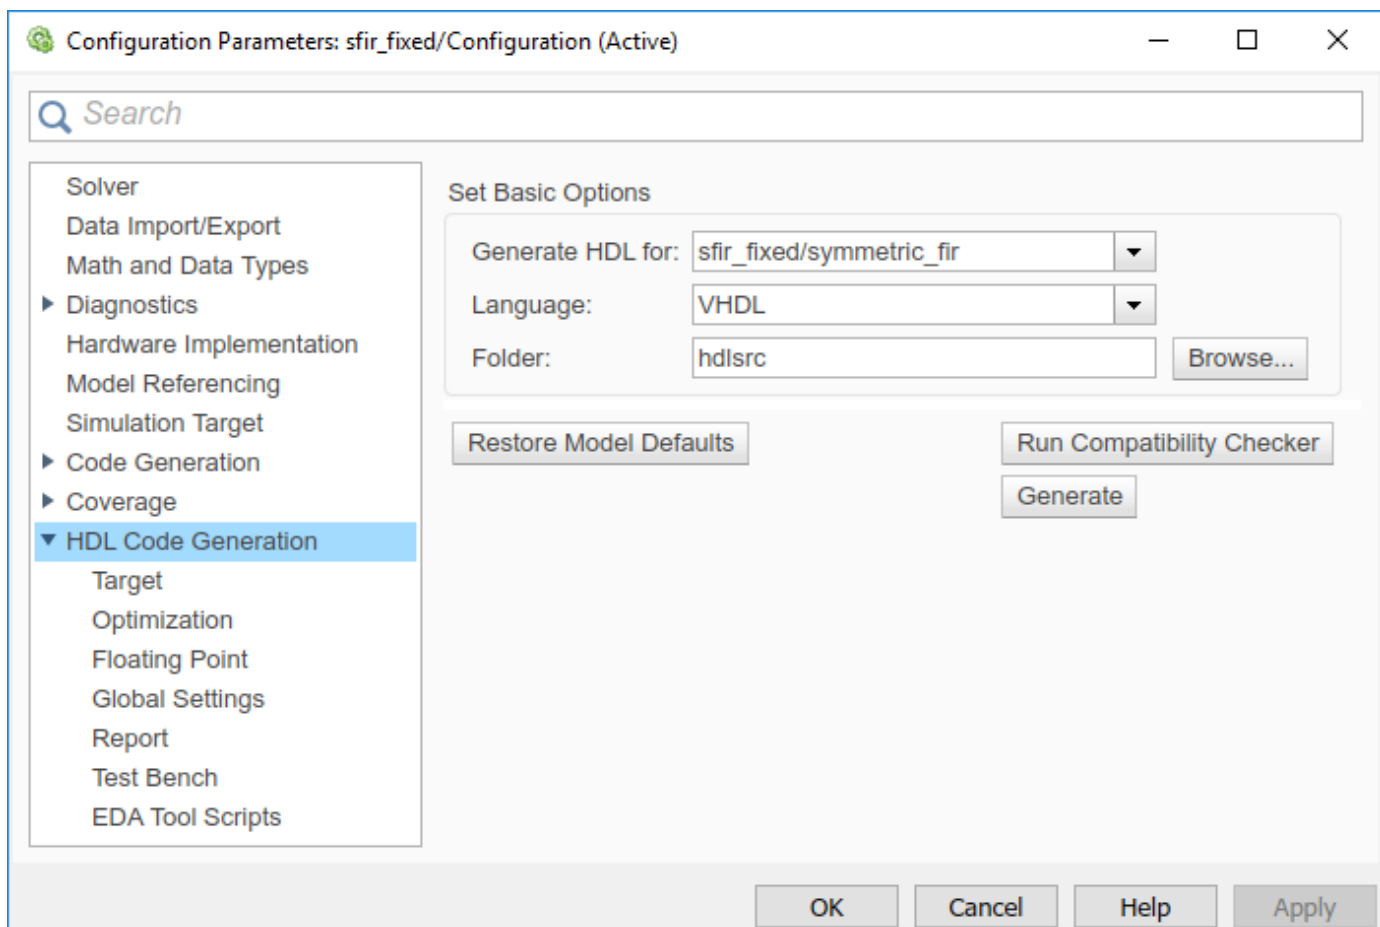 Configuration Parameters: sfir_fixed/Configuration (Active)
Search
Solver
Data Import/Export
Math and Data Types
Diagnostics
Hardware Implementation
Model Referencing
Simulation Target
Code Generation
Coverage
HDL Code Generation
Target
Optimization
Floating Point
Global Settings
Report
Test Bench
EDA Tool Scripts
Set Basic Options
Generate HDL for: sfir_fixed/symmetric_fir
Language: VHDL
Folder: hdlsrc Browse...
Restore Model Defaults Run Compatibility Checker
Generate
OK Cancel Help Apply